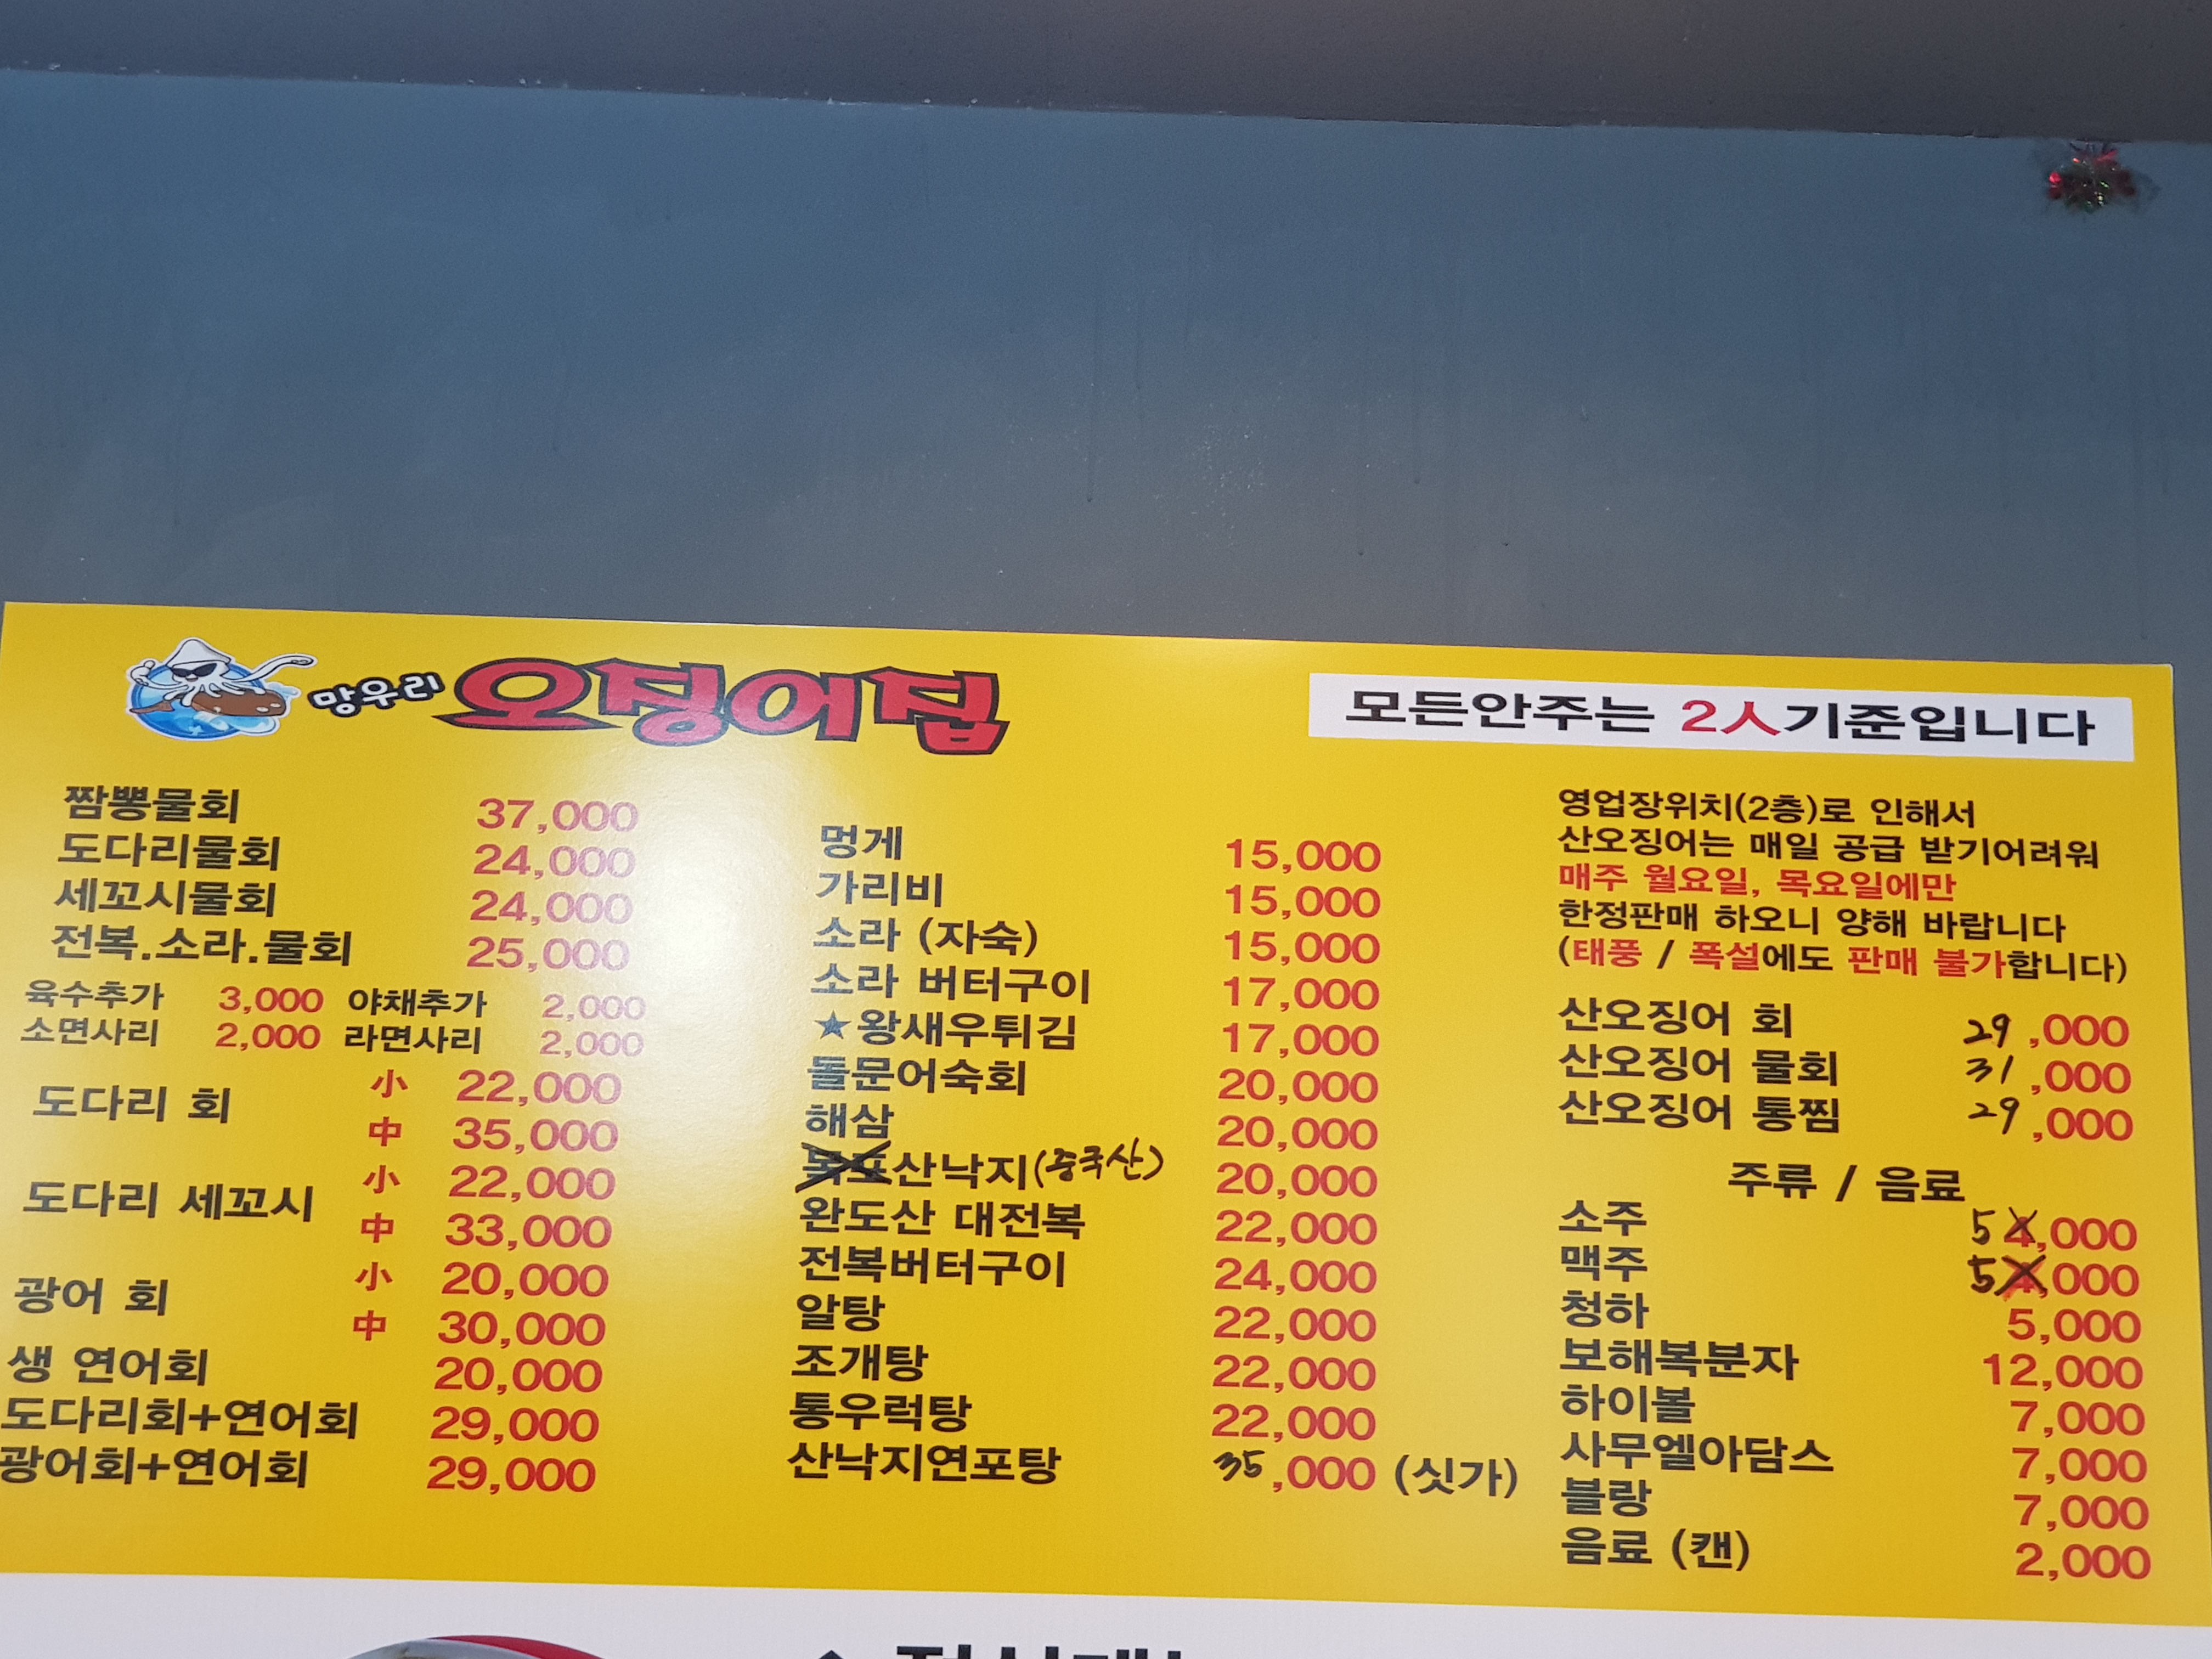 망우리 오징어집
모든안주는 2人기준입니다
짬뽕물회 37,000
도다리물회 24,000
세꼬시물회 24,000
전복.소라.물회 25,000
육수추가 3,000 야채추가 2,000
소면사리 2,000 라면사리 2,000
도다리 회 小 22,000
中 35,000
도다리 세꼬시 小 22,000
中 33,000
광어 회 小 20,000
中 30,000
생 연어회 20,000
도다리회+연어회 29,000
광어회+연어회 29,000
멍게 15,000
가리비 15,000
소라 (자숙) 15,000
소라 버터구이 17,000
★왕새우튀김 17,000
돌문어숙회 20,000
해삼 20,000
목포산낙지(중국산) 20,000
완도산 대전복 22,000
전복버터구이 24,000
알탕 22,000
조개탕 22,000
통우럭탕 22,000
산낙지연포탕 35,000 (싯가)
영업장위치(2층)로 인해서
산오징어는 매일 공급 받기어려워
매주 월요일, 목요일에만
한정판매 하오니 양해 바랍니다
(태풍 / 폭설에도 판매 불가합니다)
산오징어 회 29,000
산오징어 물회 31,000
산오징어 통찜 29,000
주류 / 음료
소주 5 4,000
맥주 5 4,000
청하 5,000
보해복분자 12,000
하이볼 7,000
사무엘아담스 7,000
블랑 7,000
음료 (캔) 2,000